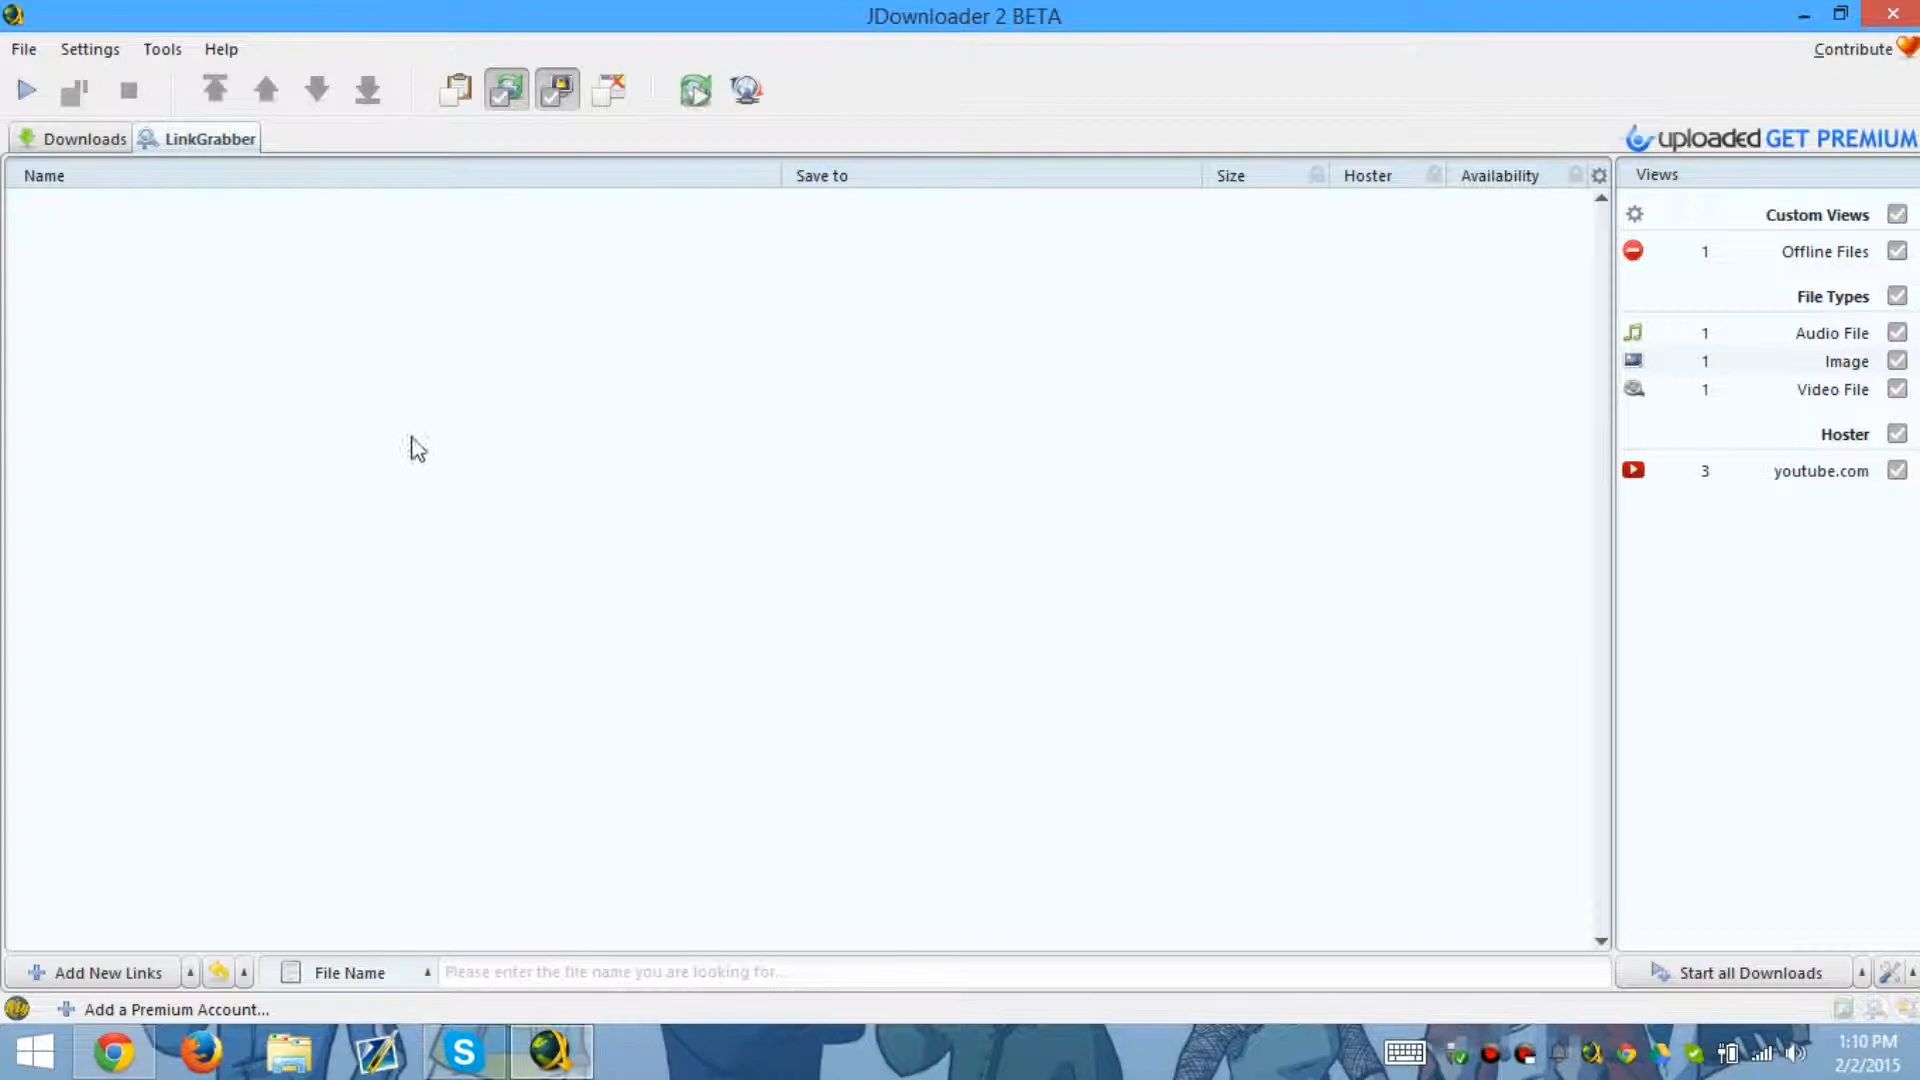 JDownloader 2 BETA
File Settings Tools Help
Contribute
Downloads LinkGrabber
uploaded GET PREMIUM
Name Save to Size Hoster Availability
Views
Custom Views
1 Offline Files
File Types
1 Audio File
1 Image
1 Video File
Hoster
3 youtube.com
Add New Links File Name Please enter the file name you are looking for... Start all Downloads
Add a Premium Account...
1:10 PM
2/2/2015